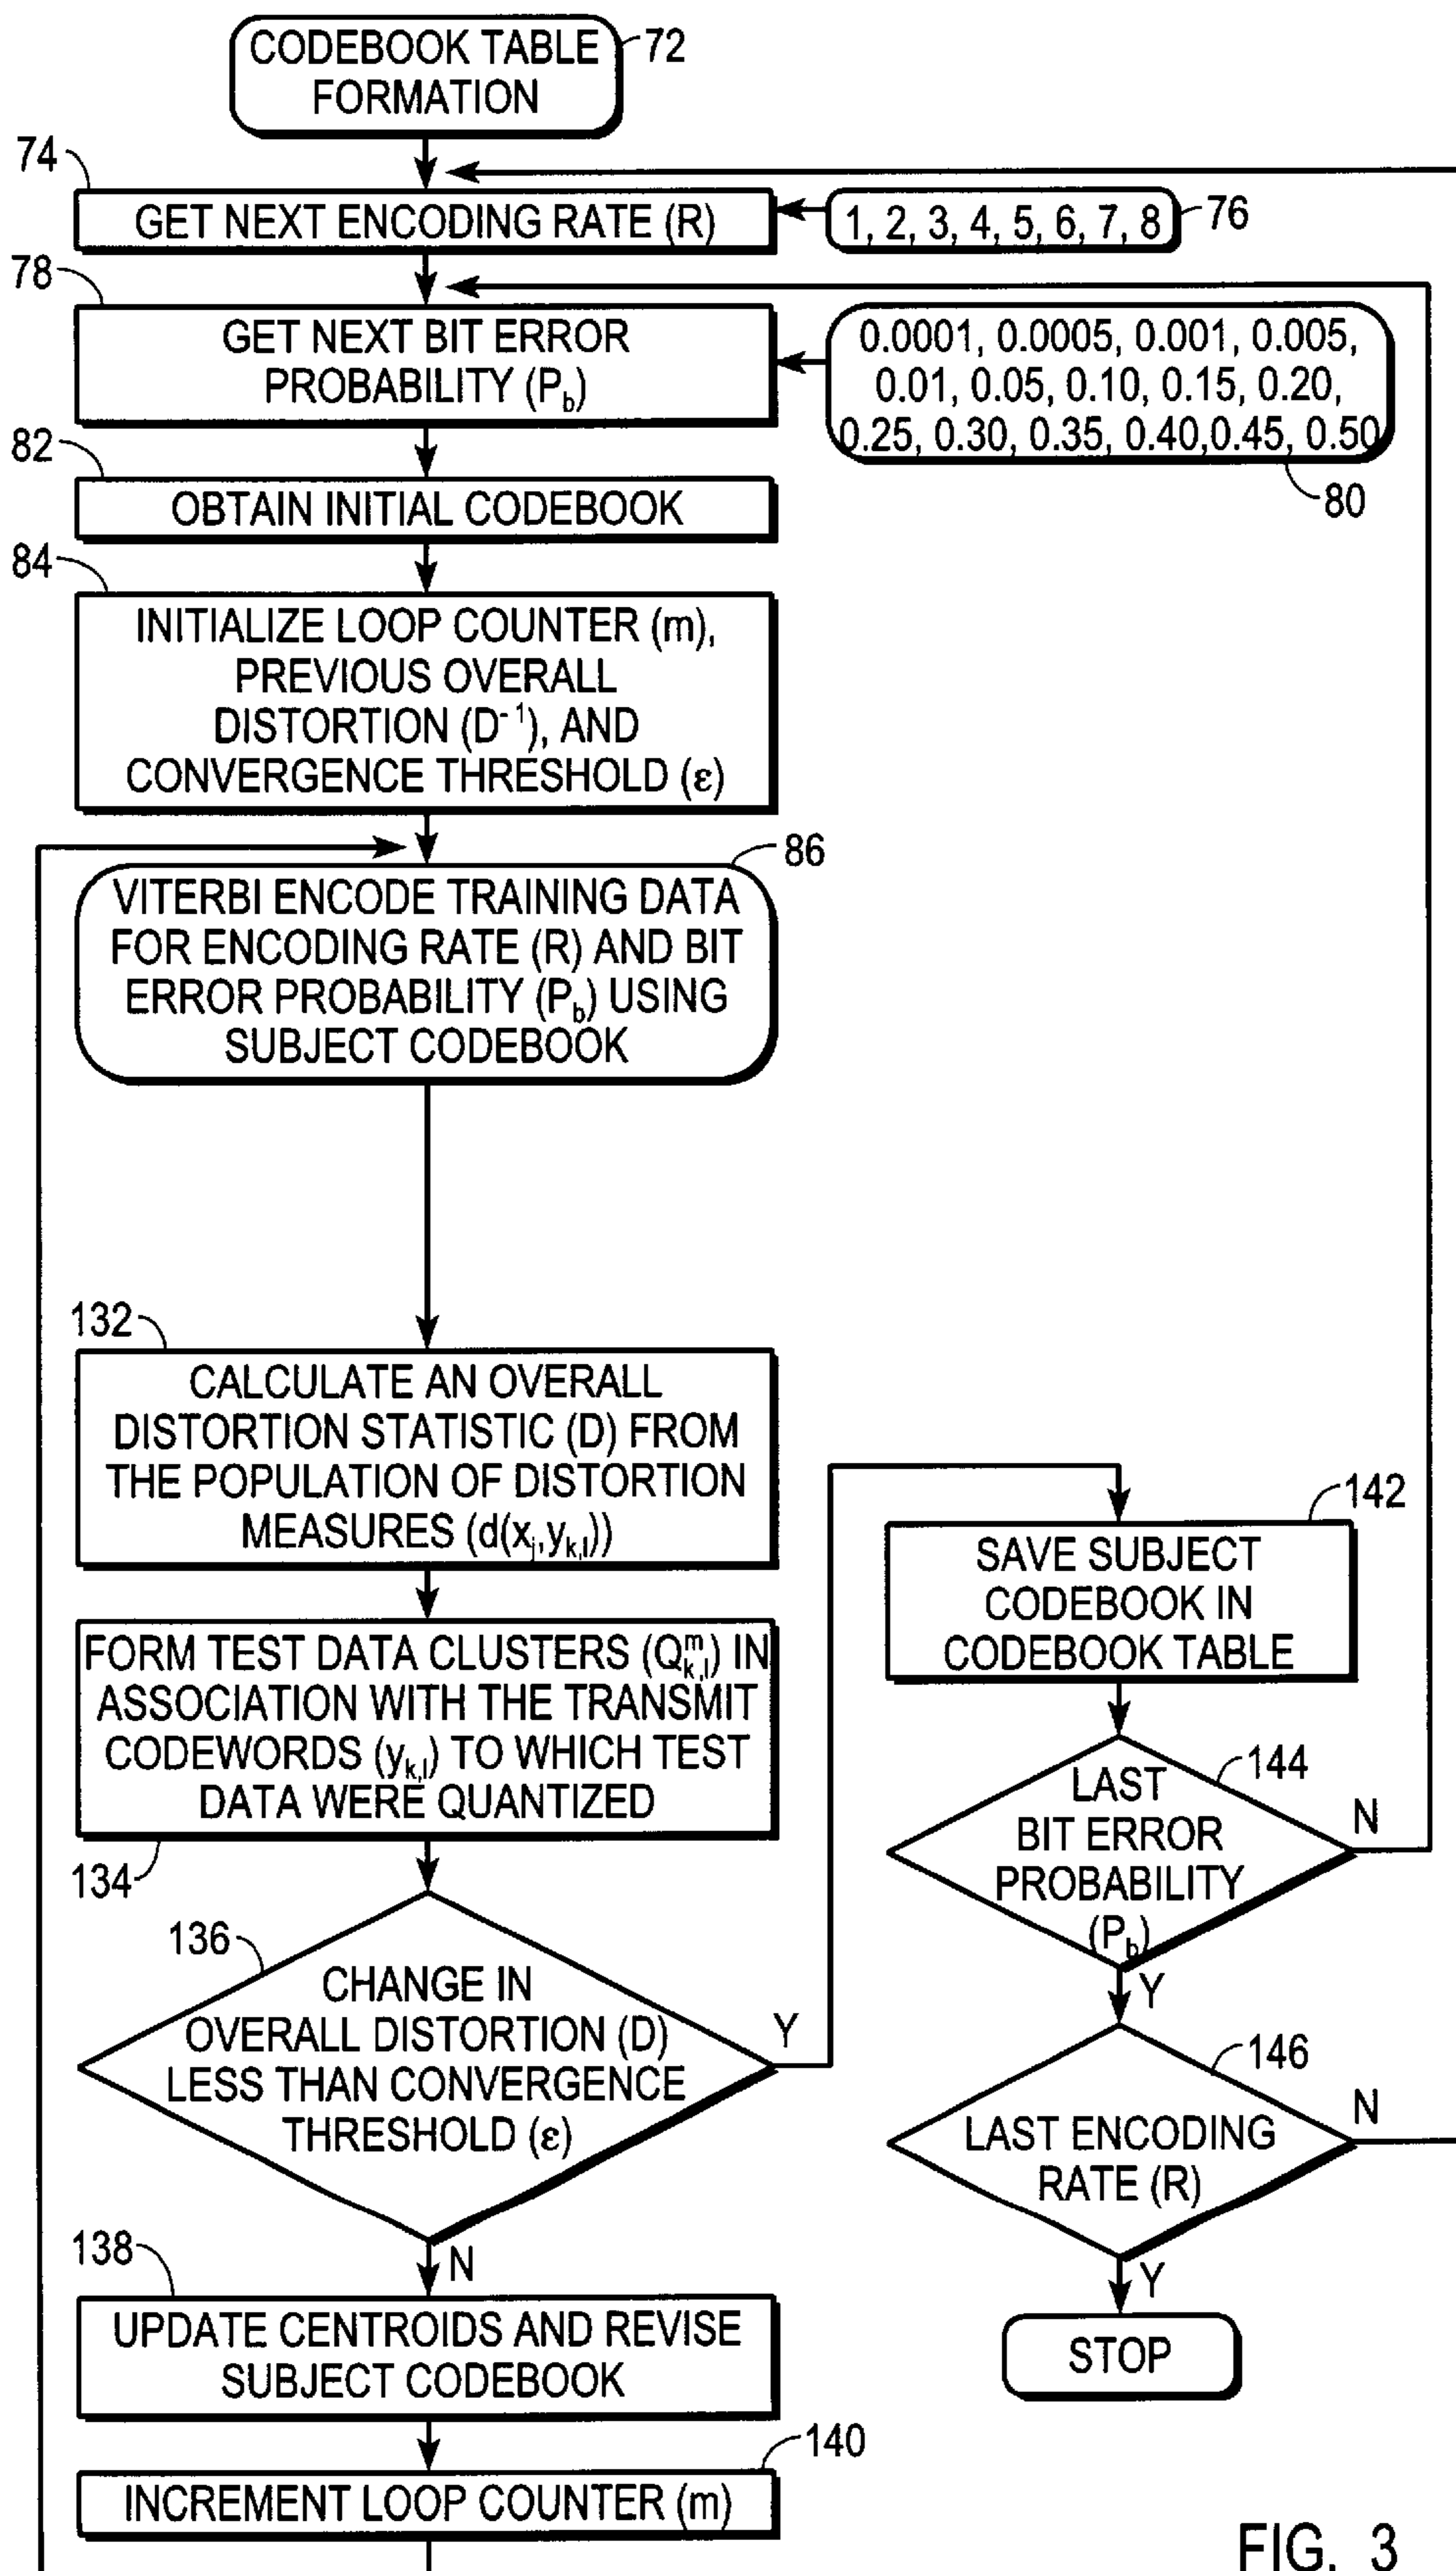 CODEBOOK TABLE
FORMATION
72
74
GET NEXT ENCODING RATE (R)
1, 2, 3, 4, 5, 6, 7, 8
76
78
GET NEXT BIT ERROR
PROBABILITY (P_b)
0.0001, 0.0005, 0.001, 0.005,
0.01, 0.05, 0.10, 0.15, 0.20,
0.25, 0.30, 0.35, 0.40,0.45, 0.50
80
82
OBTAIN INITIAL CODEBOOK
84
INITIALIZE LOOP COUNTER (m),
PREVIOUS OVERALL
DISTORTION (D⁻¹), AND
CONVERGENCE THRESHOLD (ε)
86
VITERBI ENCODE TRAINING DATA
FOR ENCODING RATE (R) AND BIT
ERROR PROBABILITY (P_b) USING
SUBJECT CODEBOOK
132
CALCULATE AN OVERALL
DISTORTION STATISTIC (D) FROM
THE POPULATION OF DISTORTION
MEASURES (d(x_j,y_k,l))
FORM TEST DATA CLUSTERS (Q^m_k,l) IN
ASSOCIATION WITH THE TRANSMIT
CODEWORDS (y_k,l) TO WHICH TEST
DATA WERE QUANTIZED
134
136
CHANGE IN
OVERALL DISTORTION (D)
LESS THAN CONVERGENCE
THRESHOLD (ε)
Y
N
138
UPDATE CENTROIDS AND REVISE
SUBJECT CODEBOOK
140
INCREMENT LOOP COUNTER (m)
142
SAVE SUBJECT
CODEBOOK IN
CODEBOOK TABLE
144
LAST
BIT ERROR
PROBABILITY
(P_b)
N
Y
146
LAST ENCODING
RATE (R)
N
Y
STOP
FIG. 3